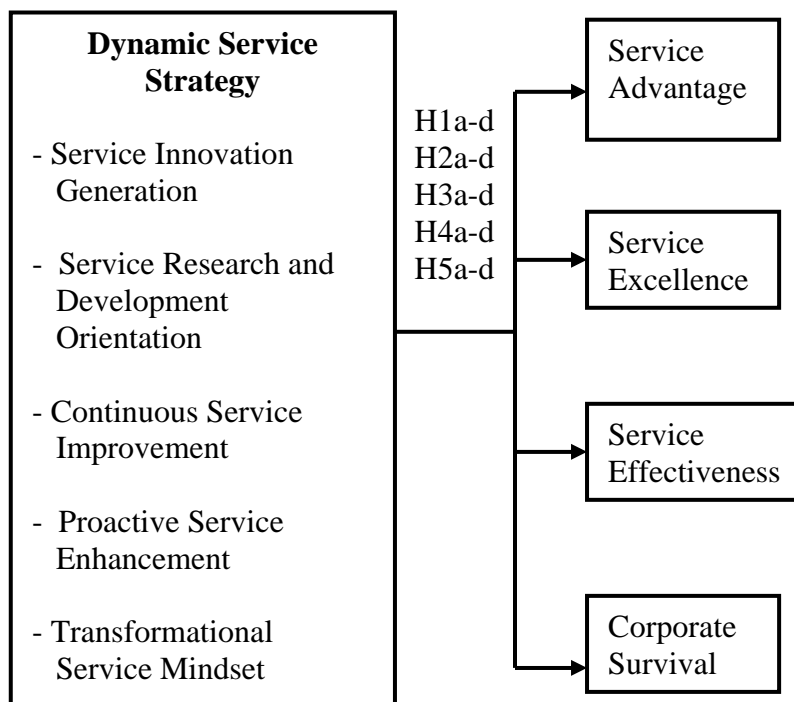 Dynamic Service
Strategy
- Service Innovation
Generation
- Service Research and
Development
Orientation
- Continuous Service
Improvement
- Proactive Service
Enhancement
- Transformational
Service Mindset
H1a-d
H2a-d
H3a-d
H4a-d
H5a-d
Service
Advantage
Service
Excellence
Service
Effectiveness
Corporate
Survival